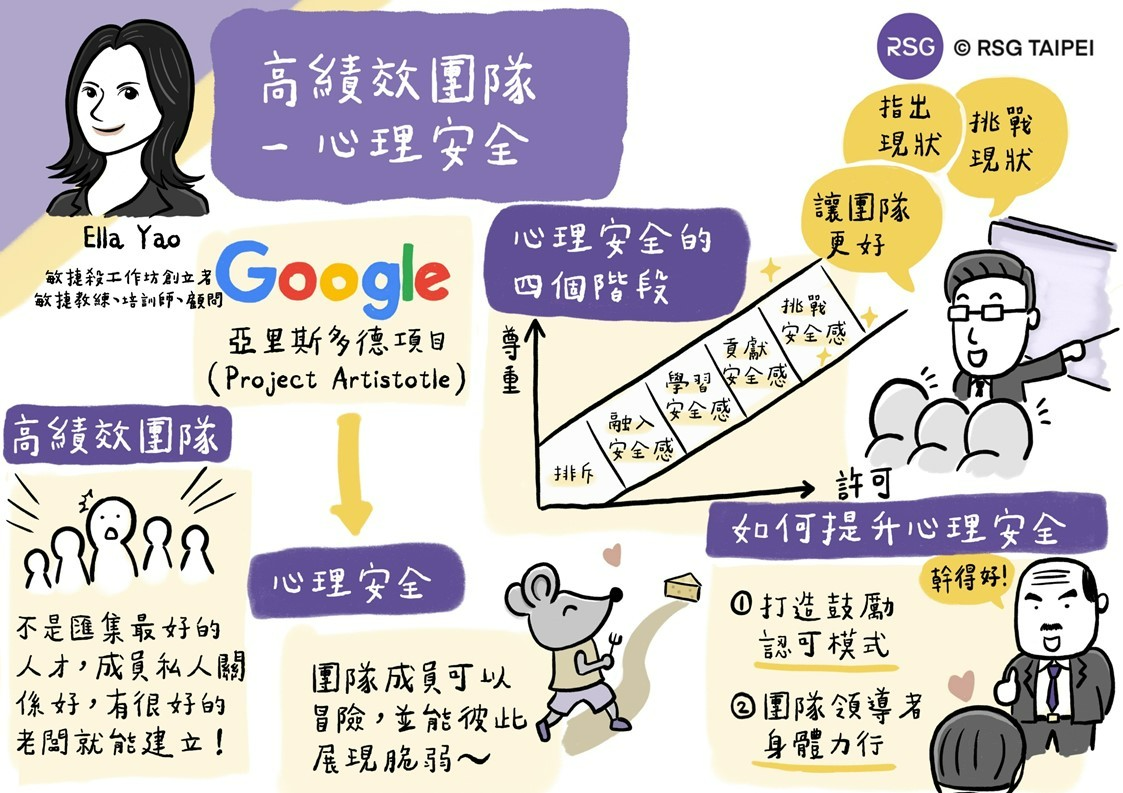 高績效團隊
－心理安全
RSG © RSG TAIPEI
Ella Yao
敏捷殺工作坊創立者
敏捷教練、培訓師、顧問
Google
亞里斯多德項目
(Project Artistotle)
高績效團隊
不是匯集最好的
人才，成員私人關
係好，有很好的
老闆就能建立！
心理安全
團隊成員可以
冒險，並能彼此
展現脆弱～
心理安全的
四個階段
尊重
許可
排斥
融入
安全感
學習
安全感
貢獻
安全感
挑戰
安全感
指出
現狀
挑戰
現狀
讓團隊
更好
如何提升心理安全
① 打造鼓勵
認可模式
② 團隊領導者
身體力行
幹得好!